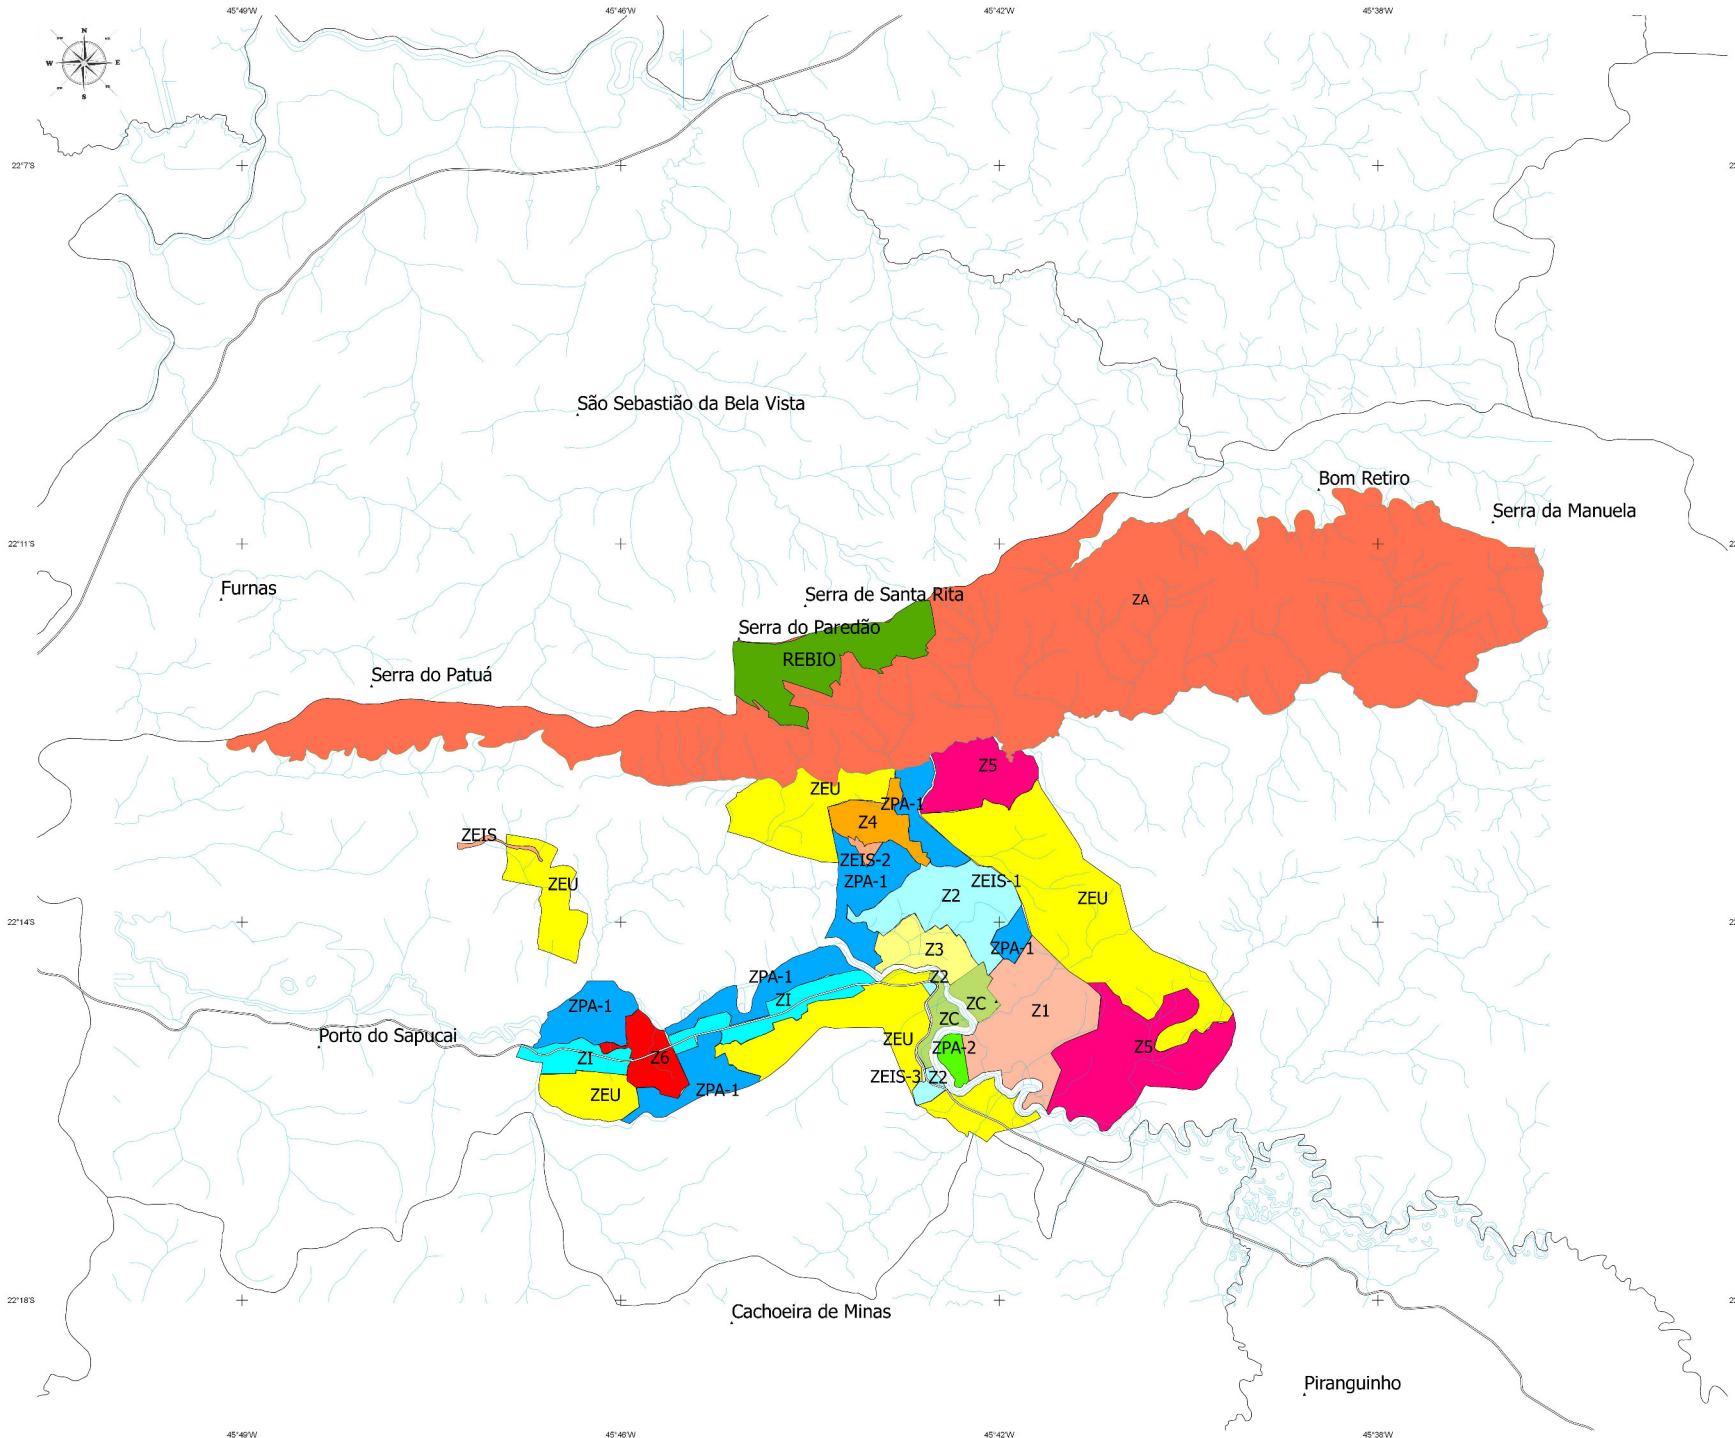 45°49'W 45°46'W 45°42'W 45°38'W
N
W E
S
22°7'S
São Sebastião da Bela Vista
Bom Retiro
Serra da Manuela
22°11'S
Furnas
Serra de Santa Rita
ZA
Serra do Paredão
REBIO
Serra do Patuá
Z5
ZEU
ZPA-1
Z4
ZEIS
ZEIS-2
ZPA-1
ZEIS-1
ZEU
Z2
ZEU
22°14'S
Z3
ZPA-1
ZPA-1
Z2
ZI
ZC
ZPA-1
Z1
ZC
Porto do Sapucai
ZEU
ZPA-2
Z5
ZI
Z6
ZEIS-3
Z2
ZPA-1
ZEU
22°18'S
Cachoeira de Minas
Piranguinho
45°49'W 45°46'W 45°42'W 45°38'W